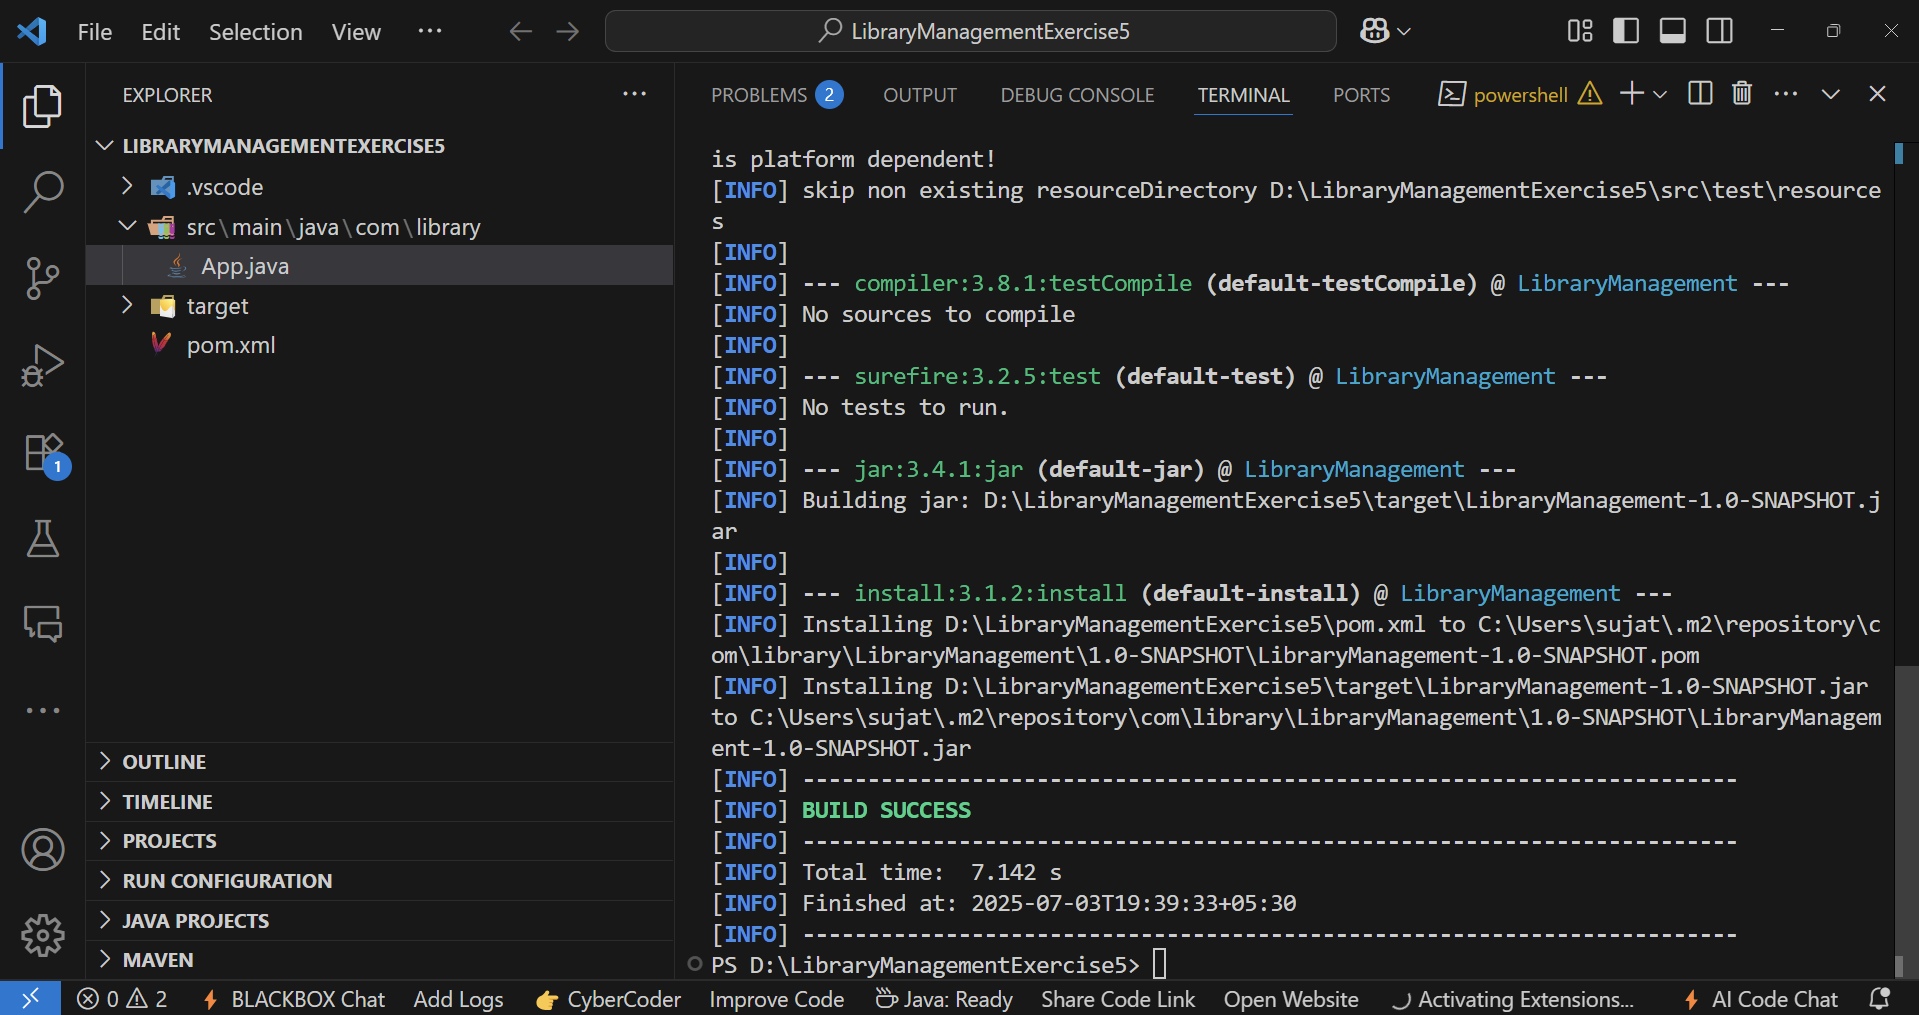 File Edit Selection View ··· LibraryManagementExercise5
EXPLORER ···
LIBRARYMANAGEMENTEXERCISE5
.vscode
src\main\java\com\library
App.java
target
pom.xml
1
OUTLINE
TIMELINE
PROJECTS
RUN CONFIGURATION
JAVA PROJECTS
MAVEN
PROBLEMS 2 OUTPUT DEBUG CONSOLE TERMINAL PORTS powershell
is platform dependent!
[INFO] skip non existing resourceDirectory D:\LibraryManagementExercise5\src\test\resource
s
[INFO]
[INFO] --- compiler:3.8.1:testCompile (default-testCompile) @ LibraryManagement ---
[INFO] No sources to compile
[INFO]
[INFO] --- surefire:3.2.5:test (default-test) @ LibraryManagement ---
[INFO] No tests to run.
[INFO]
[INFO] --- jar:3.4.1:jar (default-jar) @ LibraryManagement ---
[INFO] Building jar: D:\LibraryManagementExercise5\target\LibraryManagement-1.0-SNAPSHOT.j
ar
[INFO]
[INFO] --- install:3.1.2:install (default-install) @ LibraryManagement ---
[INFO] Installing D:\LibraryManagementExercise5\pom.xml to C:\Users\sujat\.m2\repository\c
om\library\LibraryManagement\1.0-SNAPSHOT\LibraryManagement-1.0-SNAPSHOT.pom
[INFO] Installing D:\LibraryManagementExercise5\target\LibraryManagement-1.0-SNAPSHOT.jar
to C:\Users\sujat\.m2\repository\com\library\LibraryManagement\1.0-SNAPSHOT\LibraryManagem
ent-1.0-SNAPSHOT.jar
[INFO] ------------------------------------------------------------------------
[INFO] BUILD SUCCESS
[INFO] ------------------------------------------------------------------------
[INFO] Total time:  7.142 s
[INFO] Finished at: 2025-07-03T19:39:33+05:30
[INFO] ------------------------------------------------------------------------
PS D:\LibraryManagementExercise5>
0 2 BLACKBOX Chat Add Logs CyberCoder Improve Code Java: Ready Share Code Link Open Website Activating Extensions... AI Code Chat